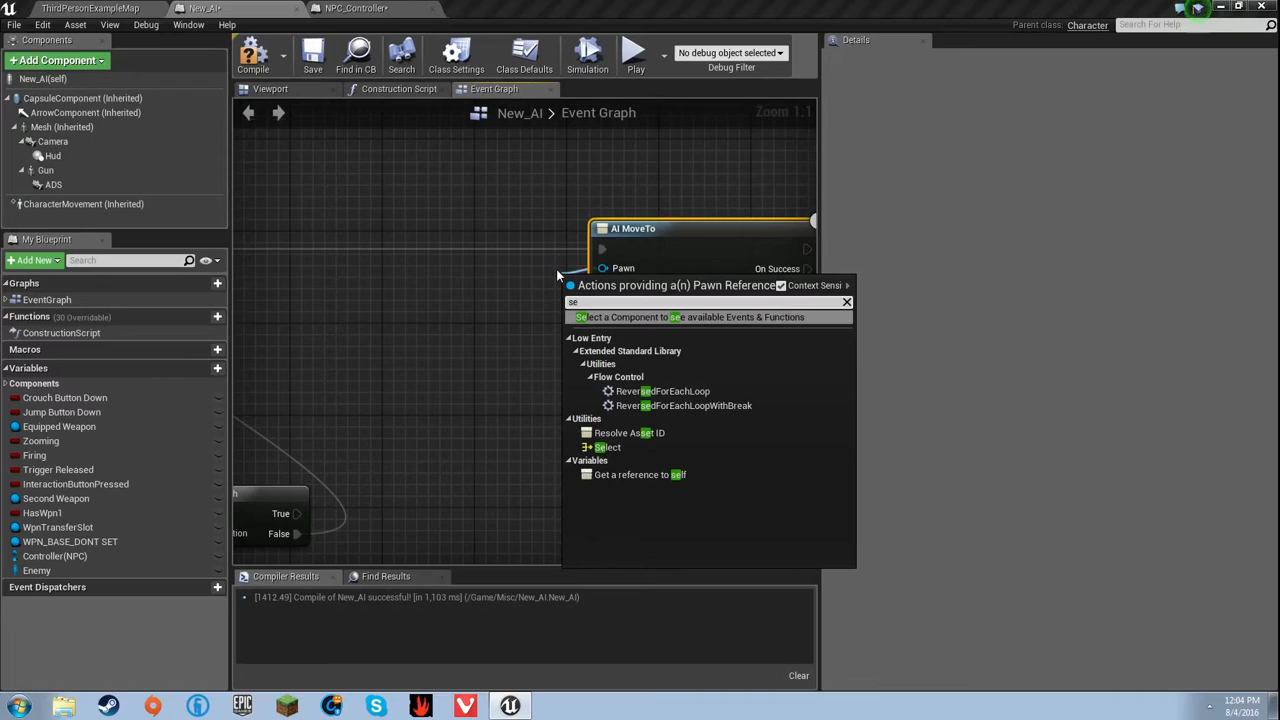 ThirdPersonExampleMap
New_AI*
NPC_Controller*
File Edit Asset View Debug Window Help
Parent class: Character
Search For Help
Components
Details
+ Add Component
Compile
Save
Find in CB
Search
Class Settings
Class Defaults
Simulation
Play
No debug object selected
Debug Filter
New_AI(self)
Viewport
Construction Script
Event Graph
CapsuleComponent (Inherited)
ArrowComponent (Inherited)
Mesh (Inherited)
Camera
Hud
Gun
ADS
CharacterMovement (Inherited)
New_AI > Event Graph
Zoom 1:1
My Blueprint
+ Add New
Search
Graphs
EventGraph
Functions (30 Overridable)
ConstructionScript
Macros
Variables
Components
Crouch Button Down
Jump Button Down
Equipped Weapon
Zooming
Firing
Trigger Released
InteractionButtonPressed
Second Weapon
HasWpn1
WpnTransferSlot
WPN_BASE_DONT SET
Controller(NPC)
Enemy
Event Dispatchers
AI MoveTo
Pawn
On Success
Actions providing a(n) Pawn Reference
Context Sensi
se
Select a Component to see available Events & Functions
Low Entry
Extended Standard Library
Utilities
Flow Control
ReversedForEachLoop
ReversedForEachLoopWithBreak
Utilities
Resolve Asset ID
Select
Variables
Get a reference to self
True
False
Compiler Results
Find Results
[1412.49] Compile of New_AI successful! [in 1,103 ms] (/Game/Misc/New_AI.New_AI)
Clear
EPIC
GAMES
12:04 PM
8/4/2016